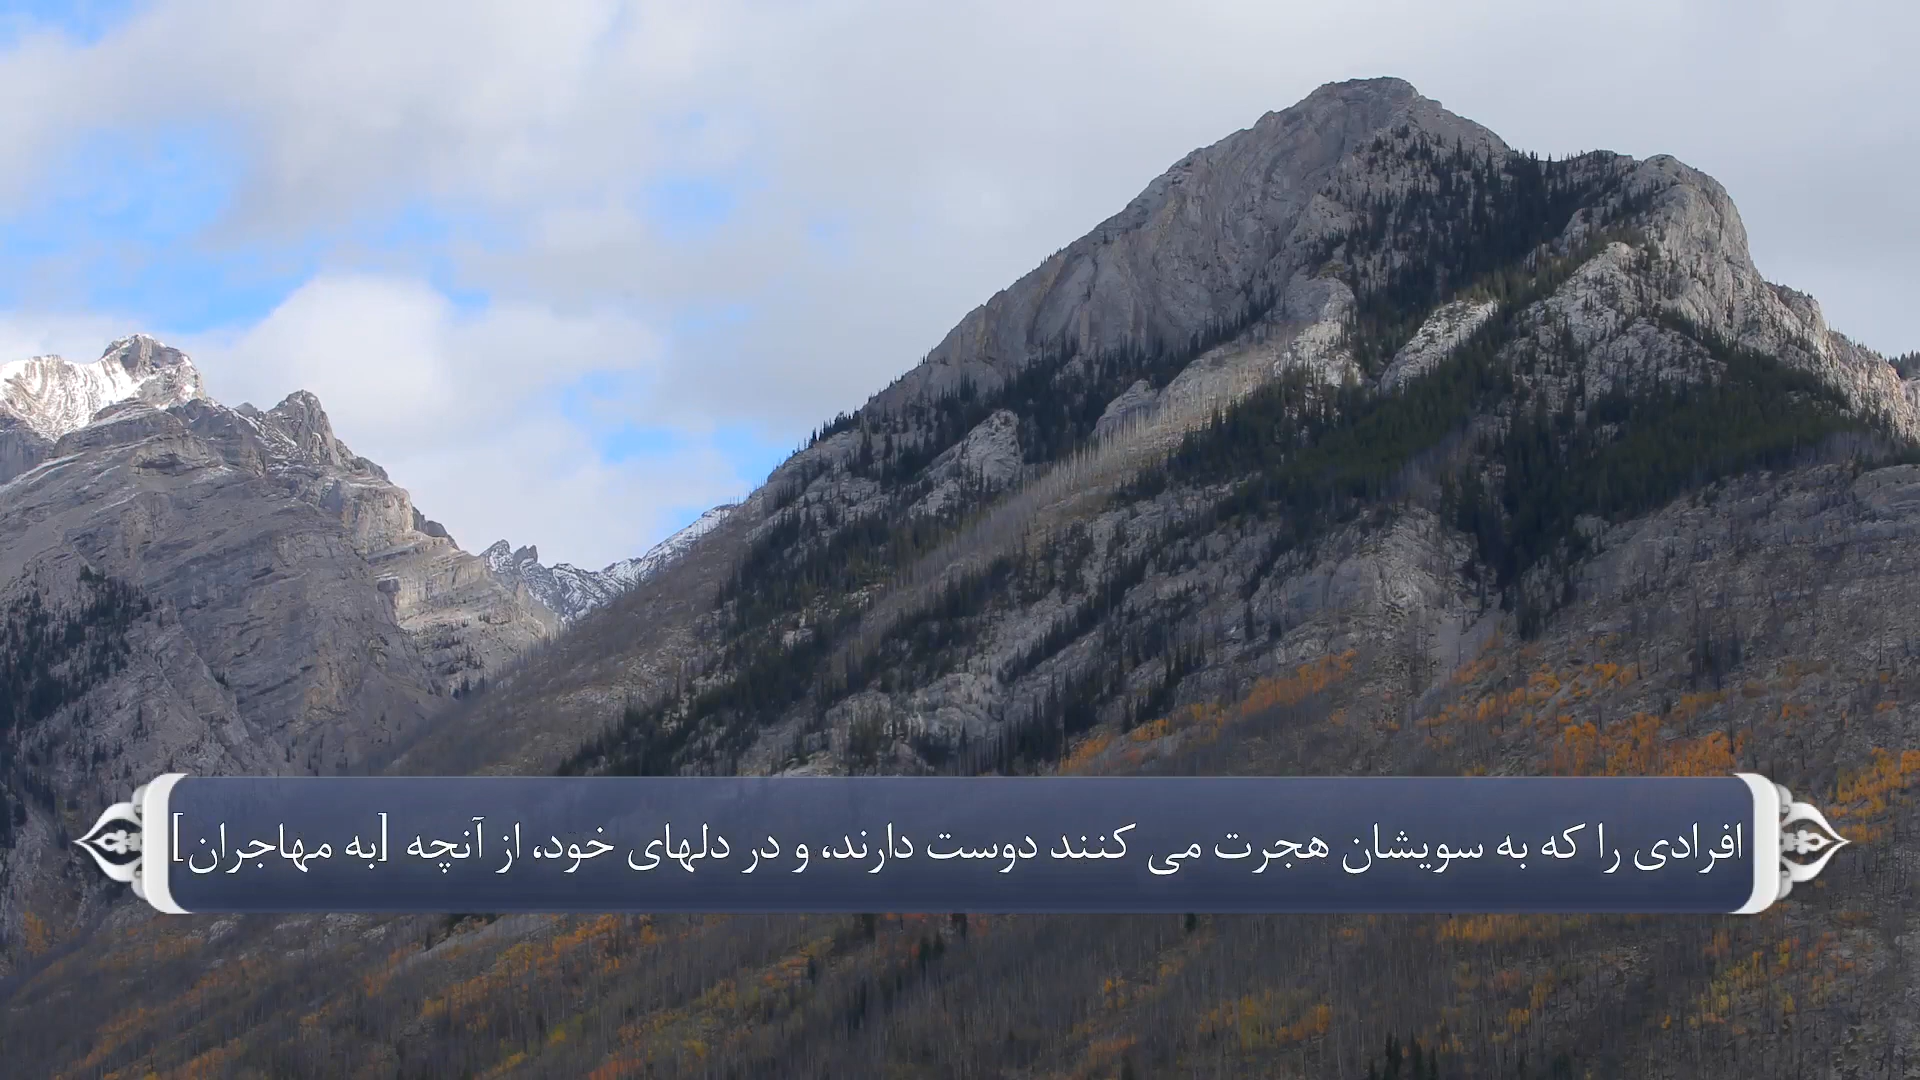 افرادی را که به سویشان هجرت می کنند دوست دارند، و در دلهای خود، از آنچه [به مهاجران]